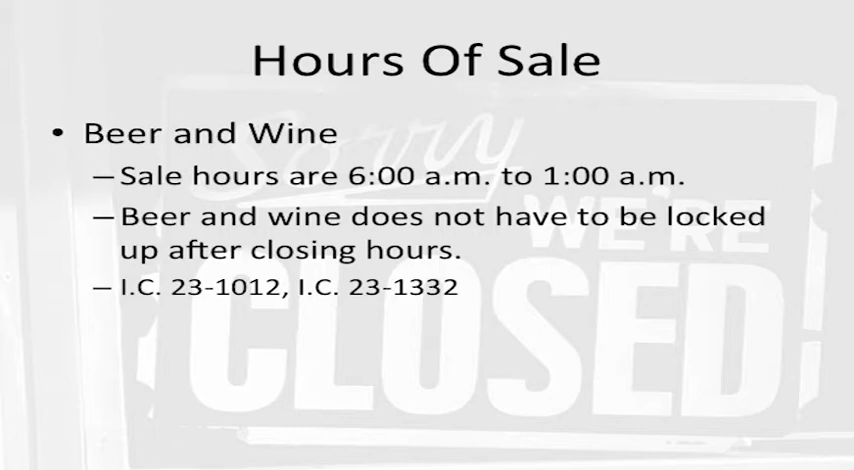 Hours Of Sale
• Beer and Wine
–Sale hours are 6:00 a.m. to 1:00 a.m.
–Beer and wine does not have to be locked
up after closing hours.
– I.C. 23-1012, I.C. 23-1332
Sorry
WE'RE
CLOSED